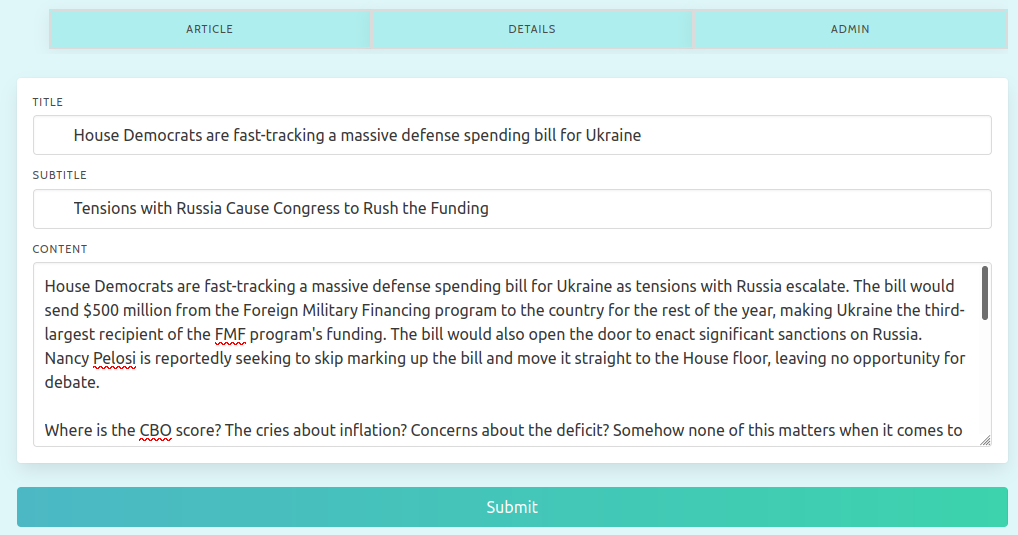 ARTICLE DETAILS ADMIN
TITLE
House Democrats are fast-tracking a massive defense spending bill for Ukraine
SUBTITLE
Tensions with Russia Cause Congress to Rush the Funding
CONTENT
House Democrats are fast-tracking a massive defense spending bill for Ukraine as tensions with Russia escalate. The bill would
send $500 million from the Foreign Military Financing program to the country for the rest of the year, making Ukraine the third-
largest recipient of the FMF program's funding. The bill would also open the door to enact significant sanctions on Russia.
Nancy Pelosi is reportedly seeking to skip marking up the bill and move it straight to the House floor, leaving no opportunity for
debate.
Where is the CBO score? The cries about inflation? Concerns about the deficit? Somehow none of this matters when it comes to
Submit